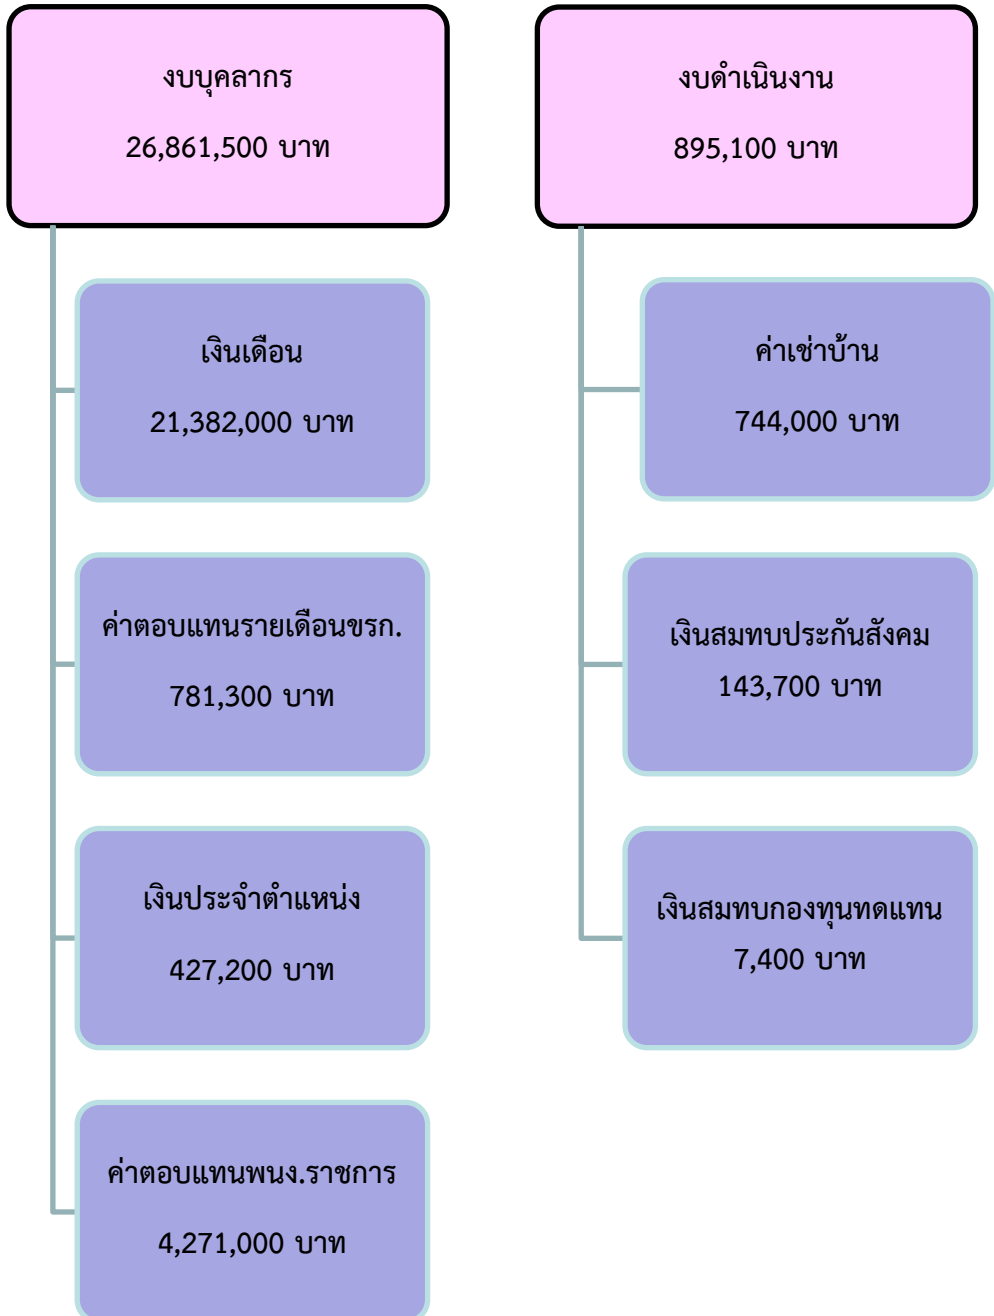 งบบุคลากร
26,861,500 บาท
เงินเดือน
21,382,000 บาท
ค่าตอบแทนรายเดือนขรก.
781,300 บาท
เงินประจำตำแหน่ง
427,200 บาท
ค่าตอบแทนพนง.ราชการ
4,271,000 บาท
งบดำเนินงาน
895,100 บาท
ค่าเช่าบ้าน
744,000 บาท
เงินสมทบประกันสังคม
143,700 บาท
เงินสมทบกองทุนทดแทน
7,400 บาท